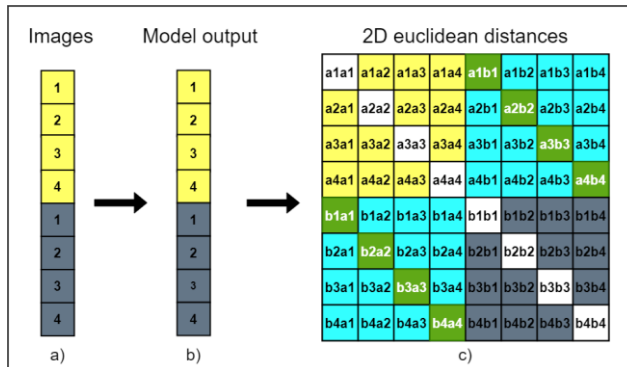 Images Model output 2D euclidean distances
1 1 a1a1 a1a2 a1a3 a1a4 a1b1 a1b2 a1b3 a1b4
2 2 a2a1 a2a2 a2a3 a2a4 a2b1 a2b2 a2b3 a2b4
3 3 a3a1 a3a2 a3a3 a3a4 a3b1 a3b2 a3b3 a3b4
4 4 a4a1 a4a2 a4a3 a4a4 a4b1 a4b2 a4b3 a4b4
1 1 b1a1 b1a2 b1a3 b1a4 b1b1 b1b2 b1b3 b1b4
2 2 b2a1 b2a2 b2a3 b2a4 b2b1 b2b2 b2b3 b2b4
3 3 b3a1 b3a2 b3a3 b3a4 b3b1 b3b2 b3b3 b3b4
4 4 b4a1 b4a2 b4a3 b4a4 b4b1 b4b2 b4b3 b4b4
a) b) c)